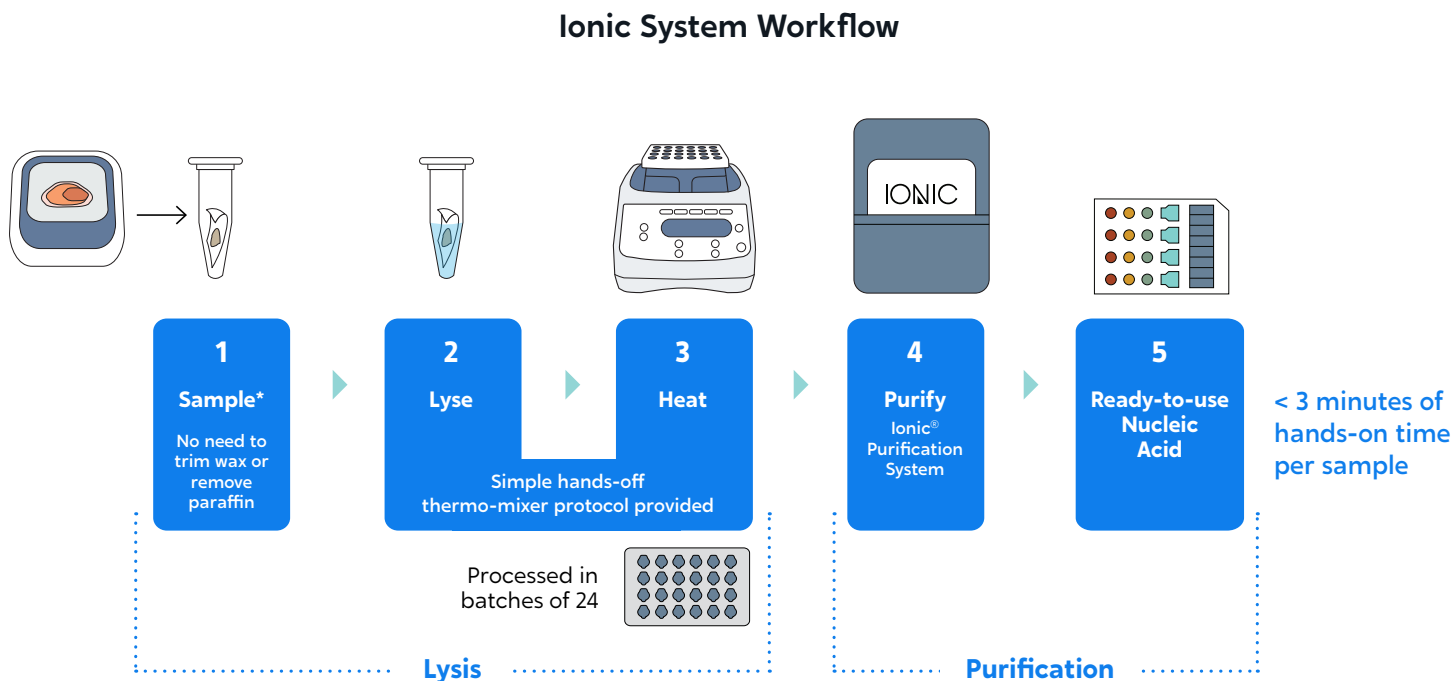 Ionic System Workflow
IONIC
1
Sample*
No need to
trim wax or
remove
paraffin
2
Lyse
3
Heat
Simple hands-off
thermo-mixer protocol provided
4
Purify
Ionic®
Purification
System
5
Ready-to-use
Nucleic
Acid
< 3 minutes of
hands-on time
per sample
Processed in
batches of 24
Lysis
Purification